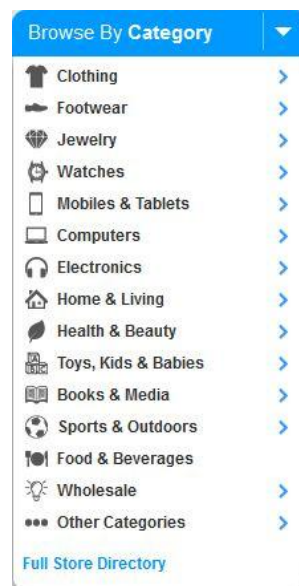 Browse By Category
Clothing
Footwear
Jewelry
Watches
Mobiles & Tablets
Computers
Electronics
Home & Living
Health & Beauty
Toys, Kids & Babies
Books & Media
Sports & Outdoors
Food & Beverages
Wholesale
Other Categories
Full Store Directory